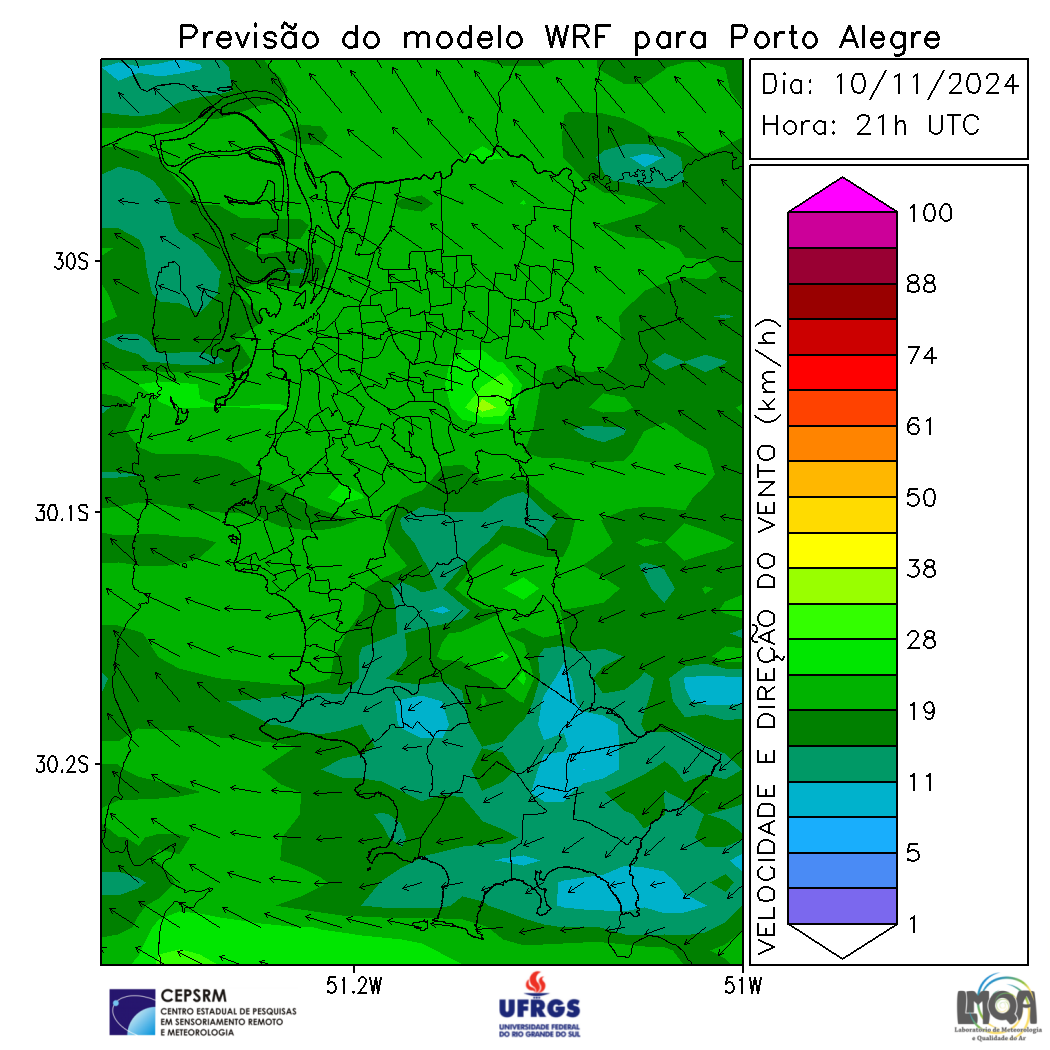 Previsão do modelo WRF para Porto Alegre
Dia: 10/11/2024
Hora: 21h UTC
30S
30.1S
30.2S
51.2W
51W
VELOCIDADE E DIREÇÃO DO VENTO (km/h)
100
88
74
61
50
38
28
19
11
5
1
CEPSRM
CENTRO ESTADUAL DE PESQUISAS
EM SENSORIAMENTO REMOTO
E METEOROLOGIA
UFRGS
UNIVERSIDADE FEDERAL
DO RIO GRANDE DO SUL
LMQA
Laboratório de Meteorologia
e Qualidade do Ar